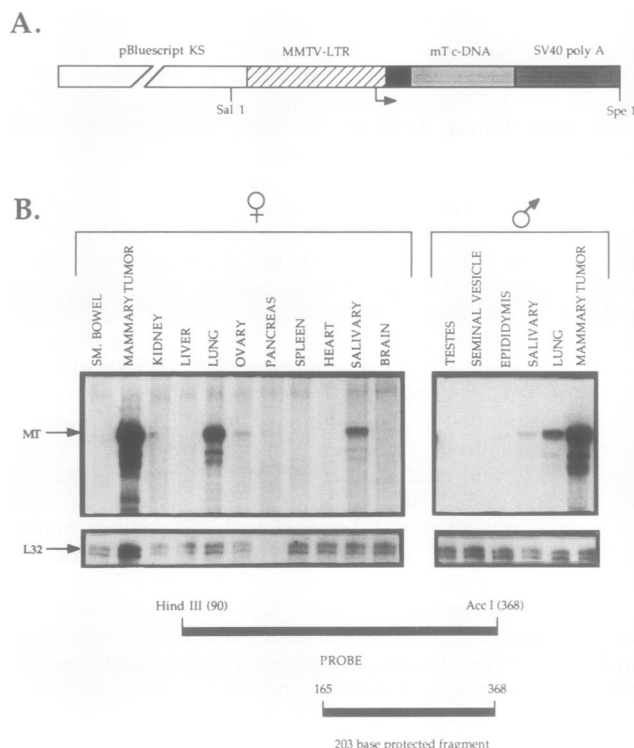 A.
pBluescript KS MMTV-LTR mT c-DNA SV40 poly A
Sal 1 Spe 1
B.
♀ ♂
SM. BOWEL
MAMMARY TUMOR
KIDNEY
LIVER
LUNG
OVARY
PANCREAS
SPLEEN
HEART
SALIVARY
BRAIN
TESTES
SEMINAL VESICLE
EPIDIDYMIS
SALIVARY
LUNG
MAMMARY TUMOR
MT
L32
Hind III (90) Acc I (368)
PROBE
165 368
203 base protected fragment